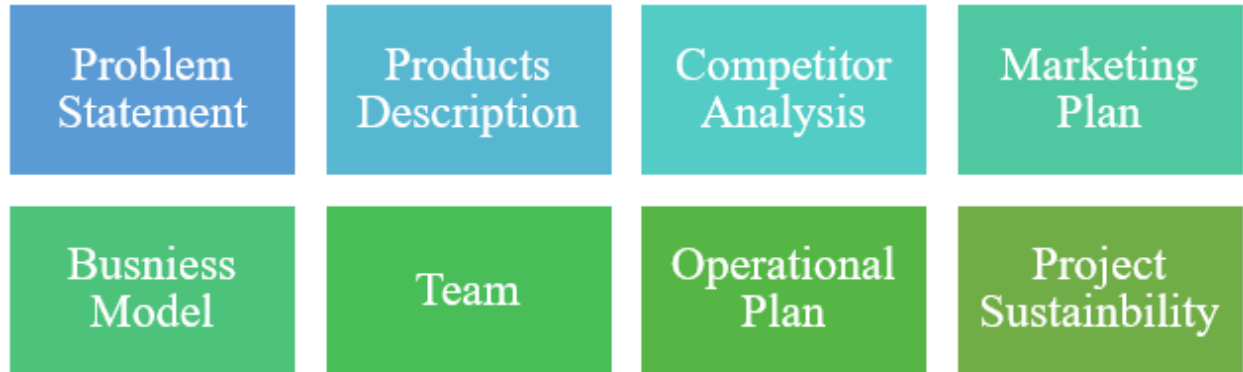 Problem
Statement
Products
Description
Competitor
Analysis
Marketing
Plan
Busniess
Model
Team
Operational
Plan
Project
Sustainbility